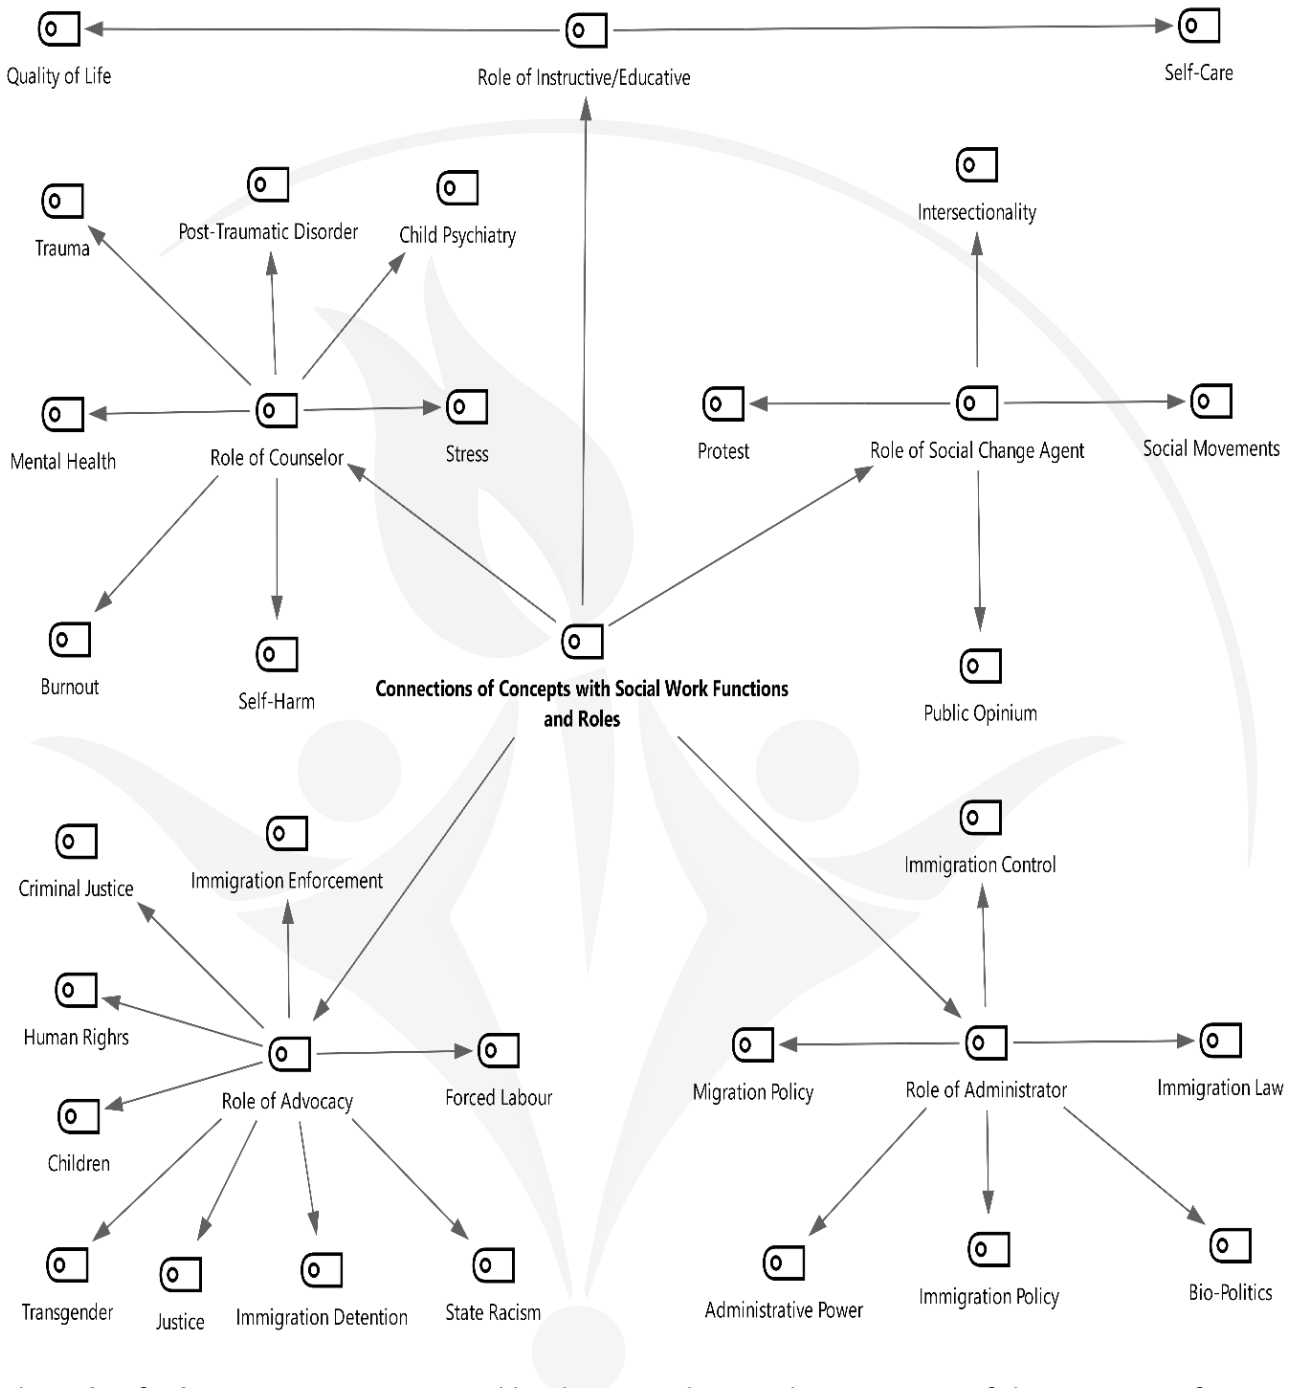 Quality of Life
Role of Instructive/Educative
Self-Care
Intersectionality
Trauma
Post-Traumatic Disorder
Child Psychiatry
Mental Health
Role of Counselor
Stress
Protest
Role of Social Change Agent
Social Movements
Burnout
Self-Harm
Connections of Concepts with Social Work Functions
and Roles
Public Opinium
Criminal Justice
Immigration Enforcement
Immigration Control
Human Righrs
Role of Advocacy
Forced Labour
Migration Policy
Role of Administrator
Immigration Law
Children
Transgender
Justice
Immigration Detention
State Racism
Administrative Power
Immigration Policy
Bio-Politics